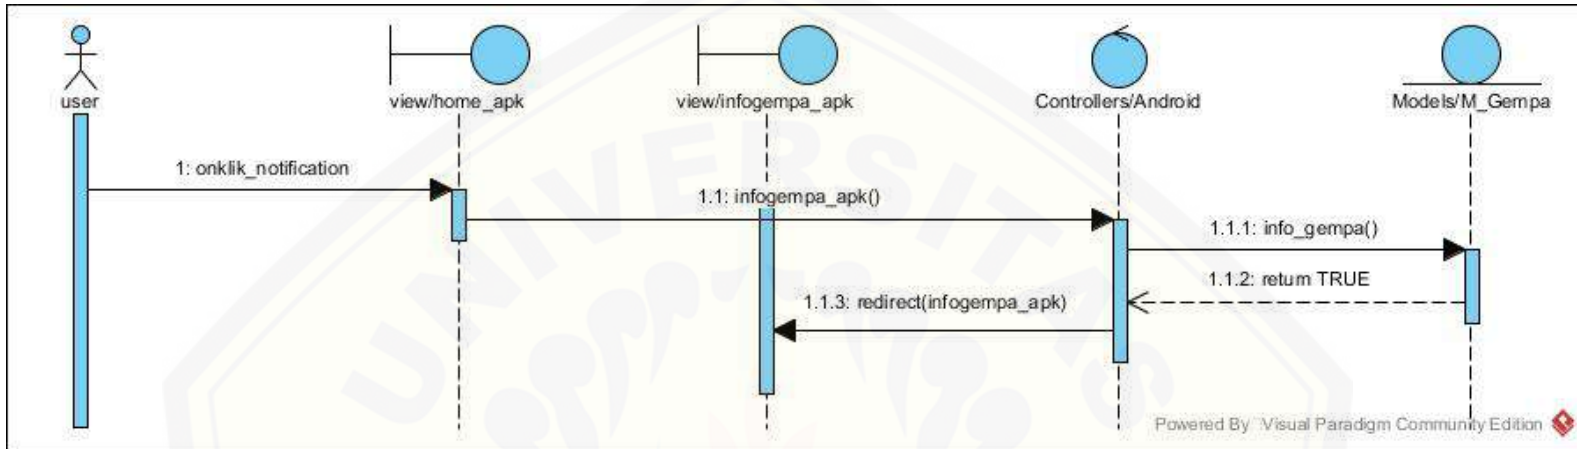 user
view/home_apk
view/infogempa_apk
Controllers/Android
Models/M_Gempa
1: onklik_notification
1.1: infogempa_apk()
1.1.1: info_gempa()
1.1.2: return TRUE
1.1.3: redirect(infogempa_apk)
UNIVERSITAS
Powered By Visual Paradigm Community Edition